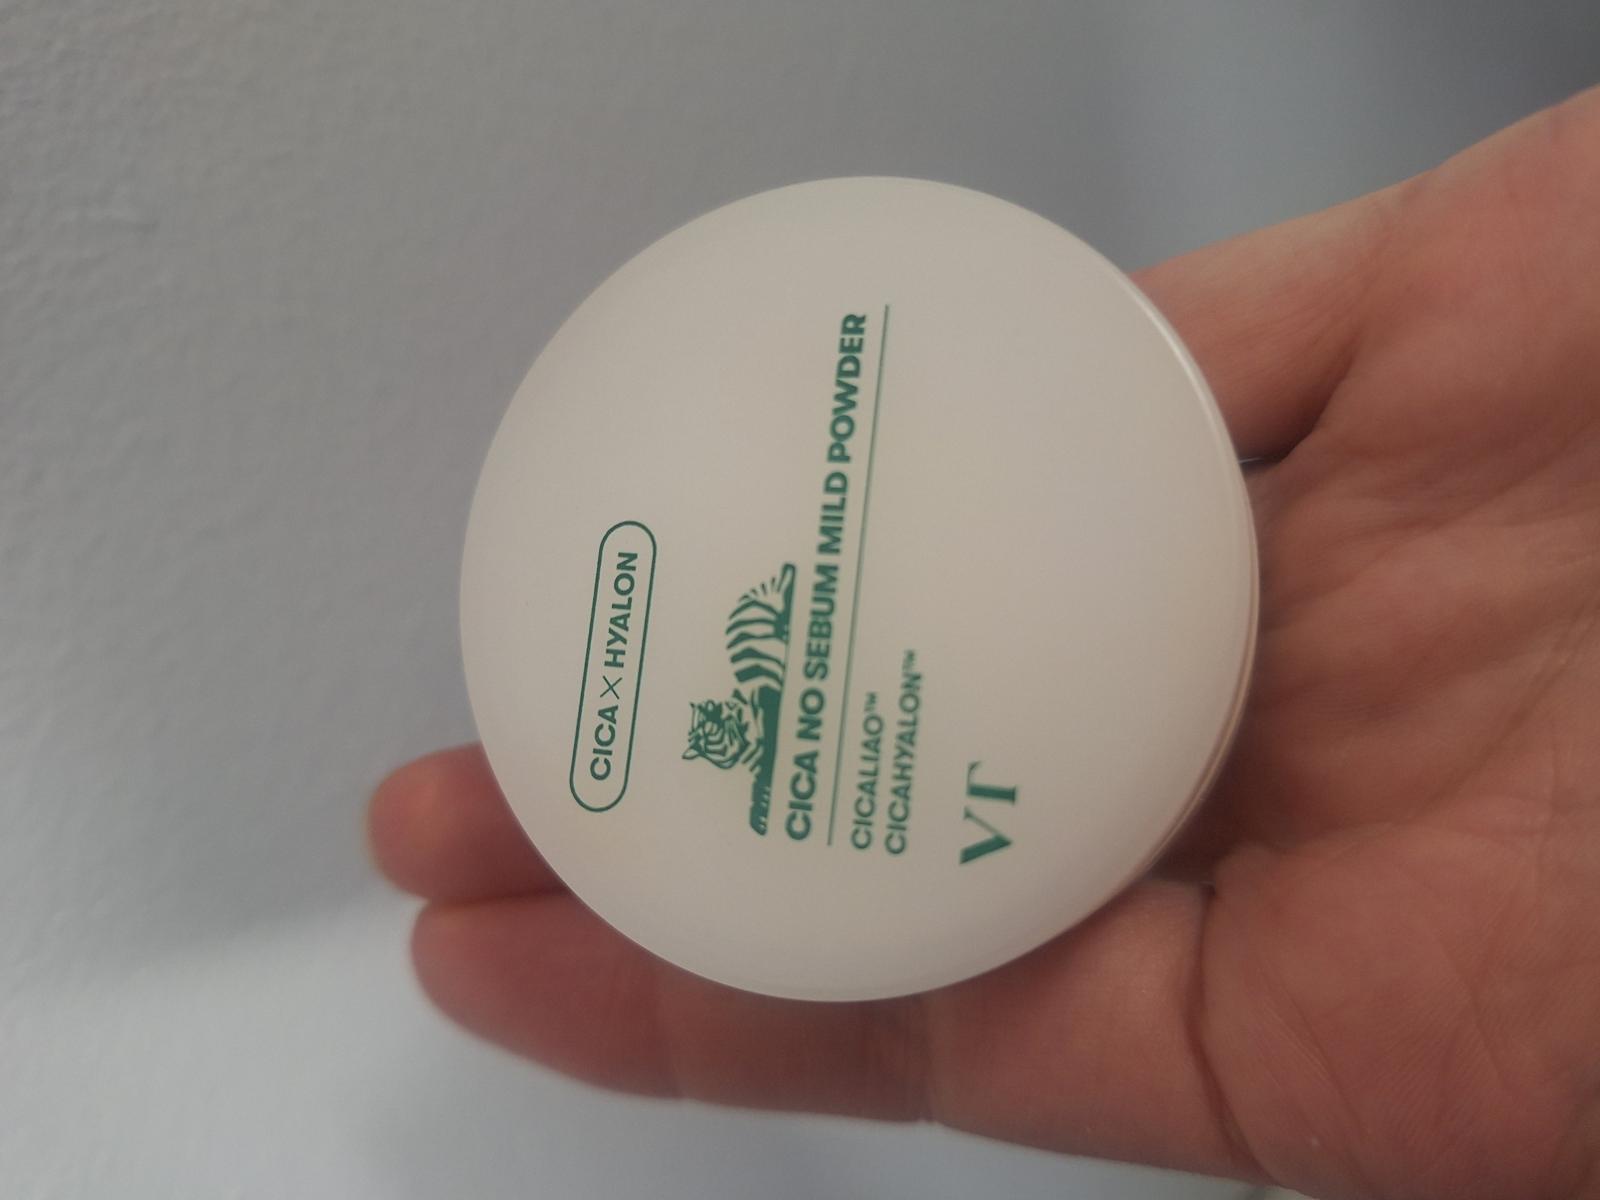 CICA X HYALON
CICA NO SEBUM MILD POWDER
CICALIAO™
CICAHYALON™
VT